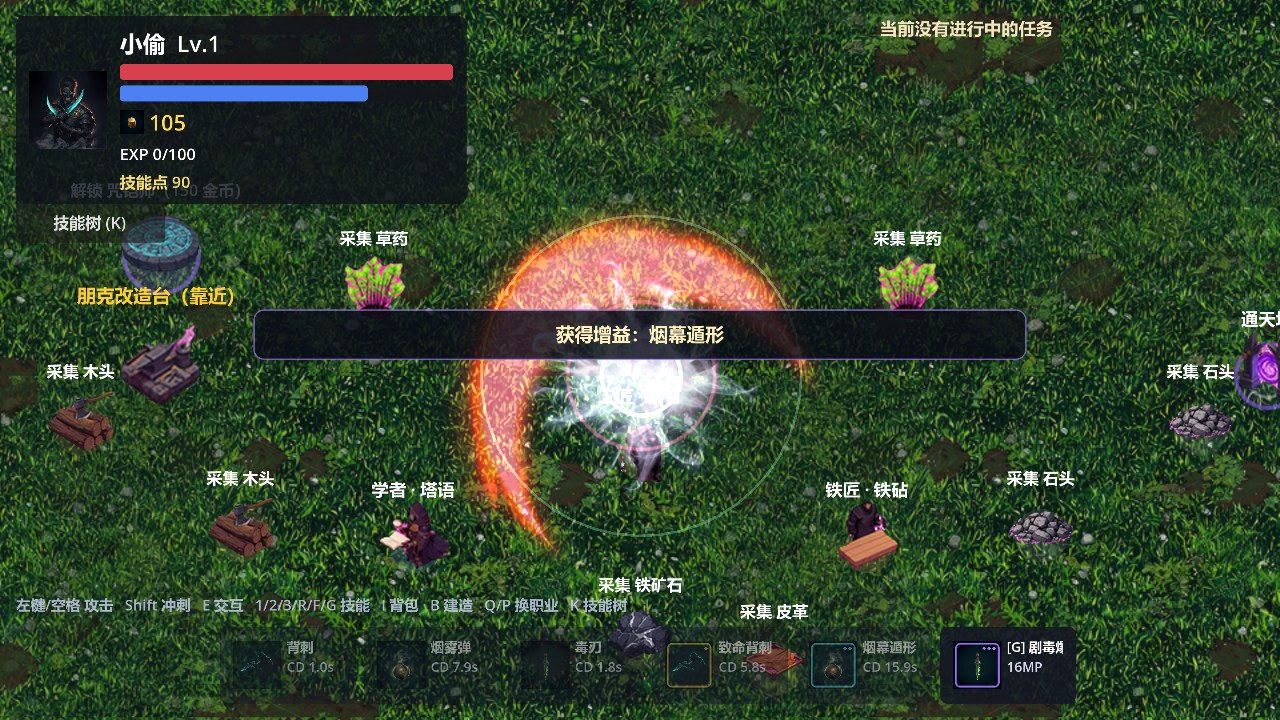 小偷 Lv.1
当前没有进行中的任务
105
EXP 0/100
技能点 90
技能树 (K)
采集 草药
采集 草药
朋克改造台（靠近）
通天
获得增益：烟幕遁形
采集 木头
采集 石头
采集 木头
学者 · 塔语
铁匠 · 铁砧
采集 石头
采集 铁矿石
左键/空格 攻击 Shift 冲刺 E 交互 1/2/3/R/F/G 技能 I 背包 B 建造 Q/P 换职业 K 技能树
采集 皮革
背刺
CD 1.0s
烟雾弹
CD 7.9s
毒刃
CD 1.8s
致命背刺
CD 5.8s
烟幕遁形
CD 15.9s
[G] 剧毒
16MP